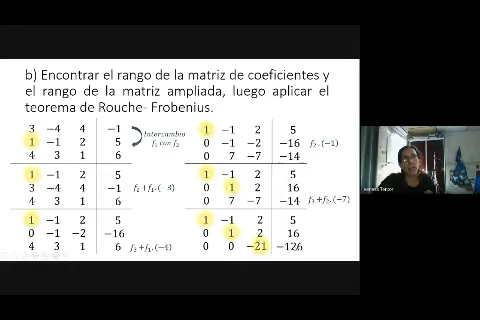 b) Encontrar el rango de la matriz de coeficientes y
el rango de la matriz ampliada, luego aplicar el
teorema de Rouche- Frobenius.
3 −4 4 −1
1 −1 2 5
4 3 1 6
Intercambio
f₁ con f₂
1 −1 2 5
3 −4 4 −1
4 3 1 6
f₂+f₁.(−3)
1 −1 2 5
0 −1 −2 −16
4 3 1 6
f₃+f₁.(−4)
1 −1 2 5
0 −1 −2 −16
0 7 −7 −14
f₂.(−1)
1 −1 2 5
0 1 2 16
0 7 −7 −14
f₃+f₂.(−7)
1 −1 2 5
0 1 2 16
0 0 −21 −126